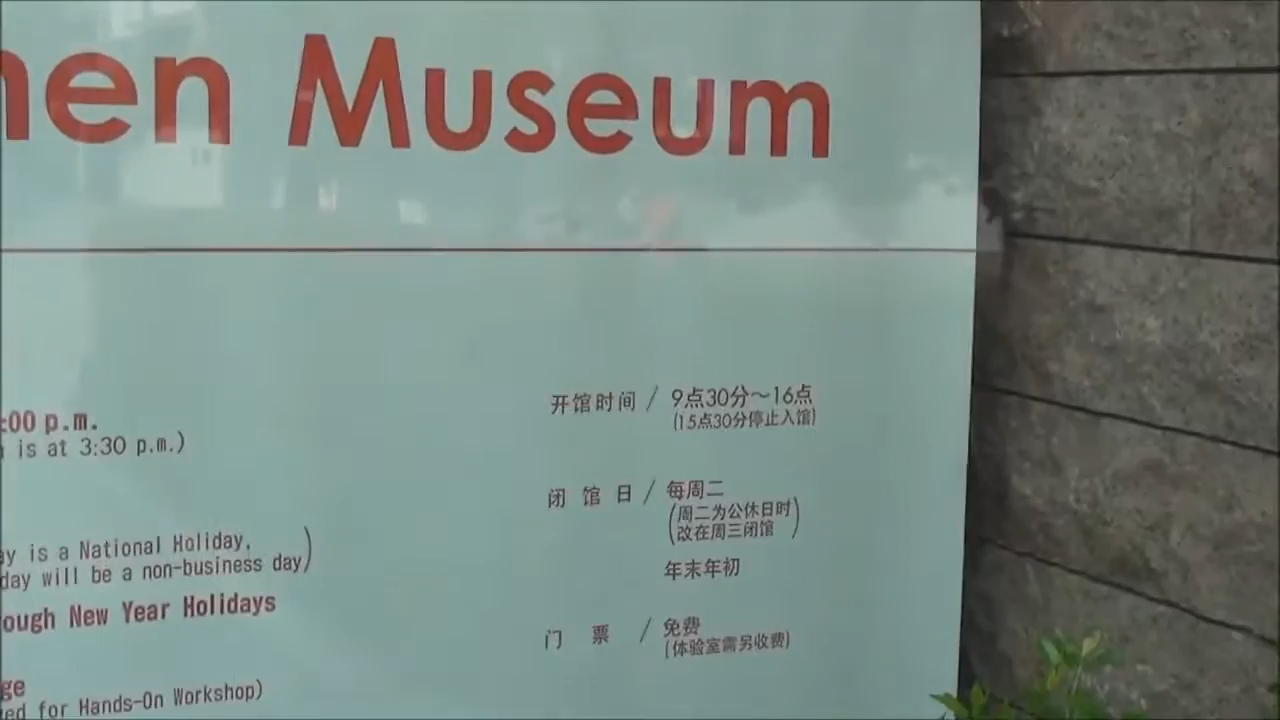 en Museum
:00 p.m.
is at 3:30 p.m.)
is a National Holiday,
day will be a non-business day)
ough New Year Holidays
ge
ed for Hands-On Workshop)
开馆时间 / 9点30分～16点
(15点30分停止入馆)
闭馆日 / 每周二
(周二为公休日时
改在周三闭馆)
年末年初
门票 / 免费
(体验室需另收费)